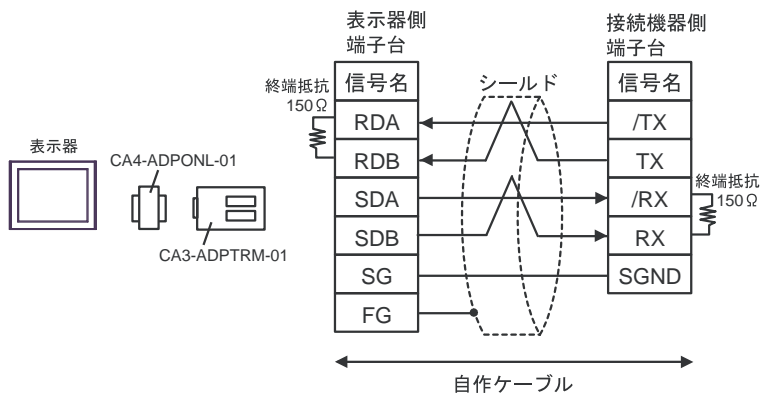 表示器側
端子台
接続機器側
端子台
信号名
シールド
信号名
終端抵抗
150Ω
RDA
/TX
RDB
TX
表示器
CA4-ADPONL-01
SDA
/RX
終端抵抗
150Ω
SDB
RX
CA3-ADPTRM-01
SG
SGND
FG
自作ケーブル